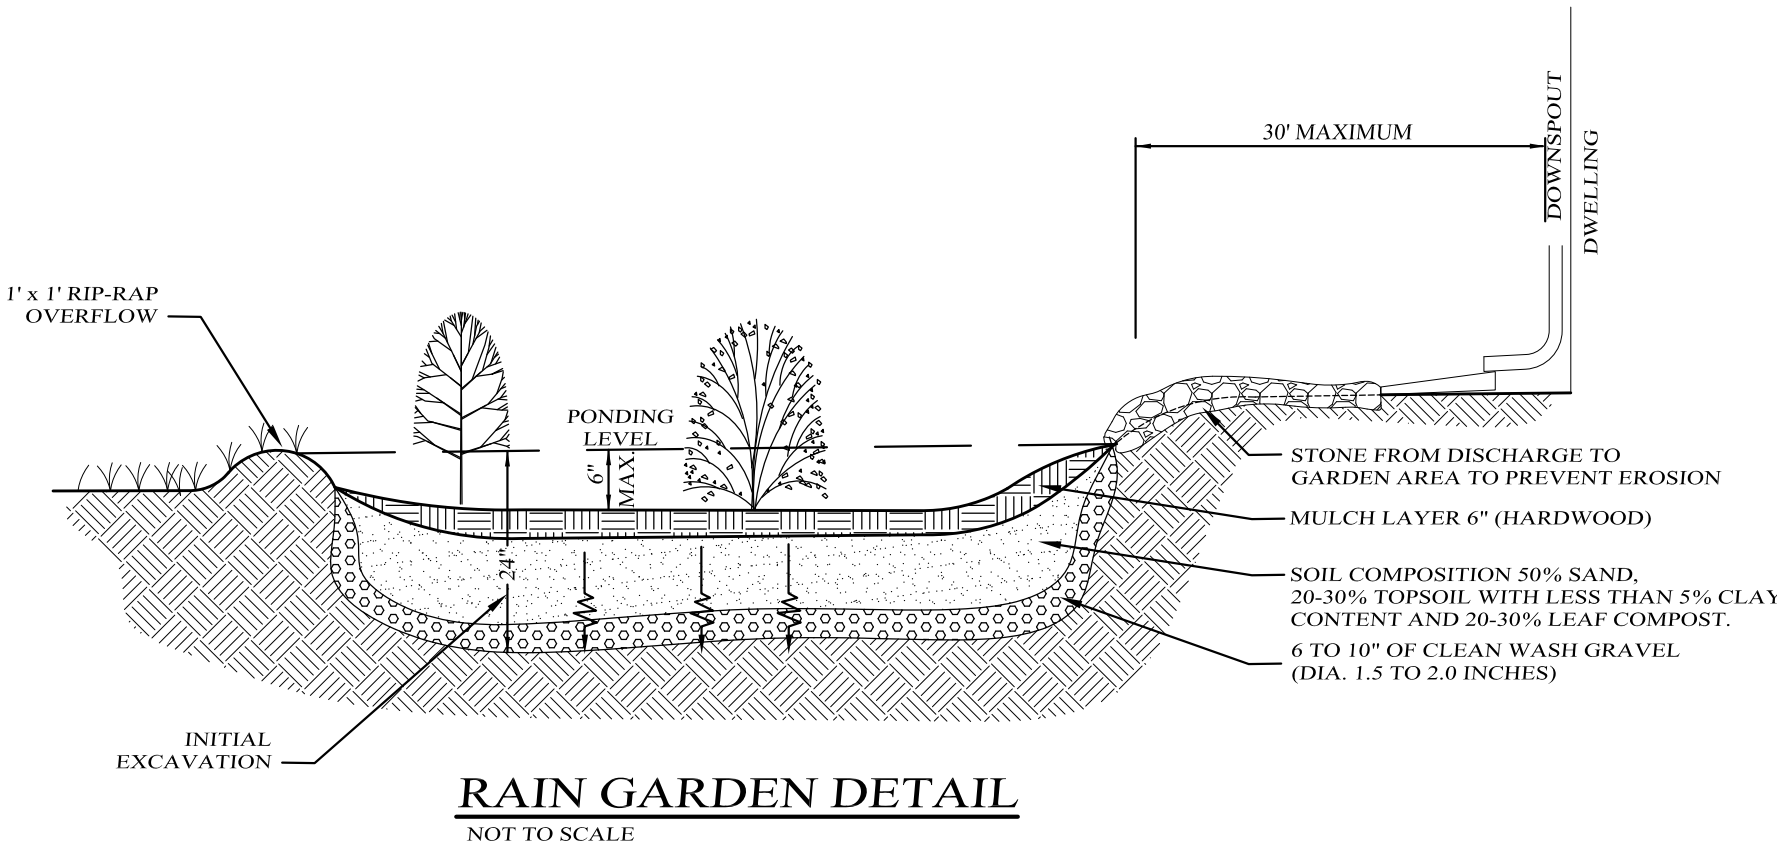 30' MAXIMUM
DOWNSPOUT
DWELLING
1' x 1' RIP-RAP
OVERFLOW
PONDING
LEVEL
6"
MAX.
24"
STONE FROM DISCHARGE TO
GARDEN AREA TO PREVENT EROSION
MULCH LAYER 6" (HARDWOOD)
SOIL COMPOSITION 50% SAND,
20-30% TOPSOIL WITH LESS THAN 5% CLAY
CONTENT AND 20-30% LEAF COMPOST.
6 TO 10" OF CLEAN WASH GRAVEL
(DIA. 1.5 TO 2.0 INCHES)
INITIAL
EXCAVATION
RAIN GARDEN DETAIL
NOT TO SCALE